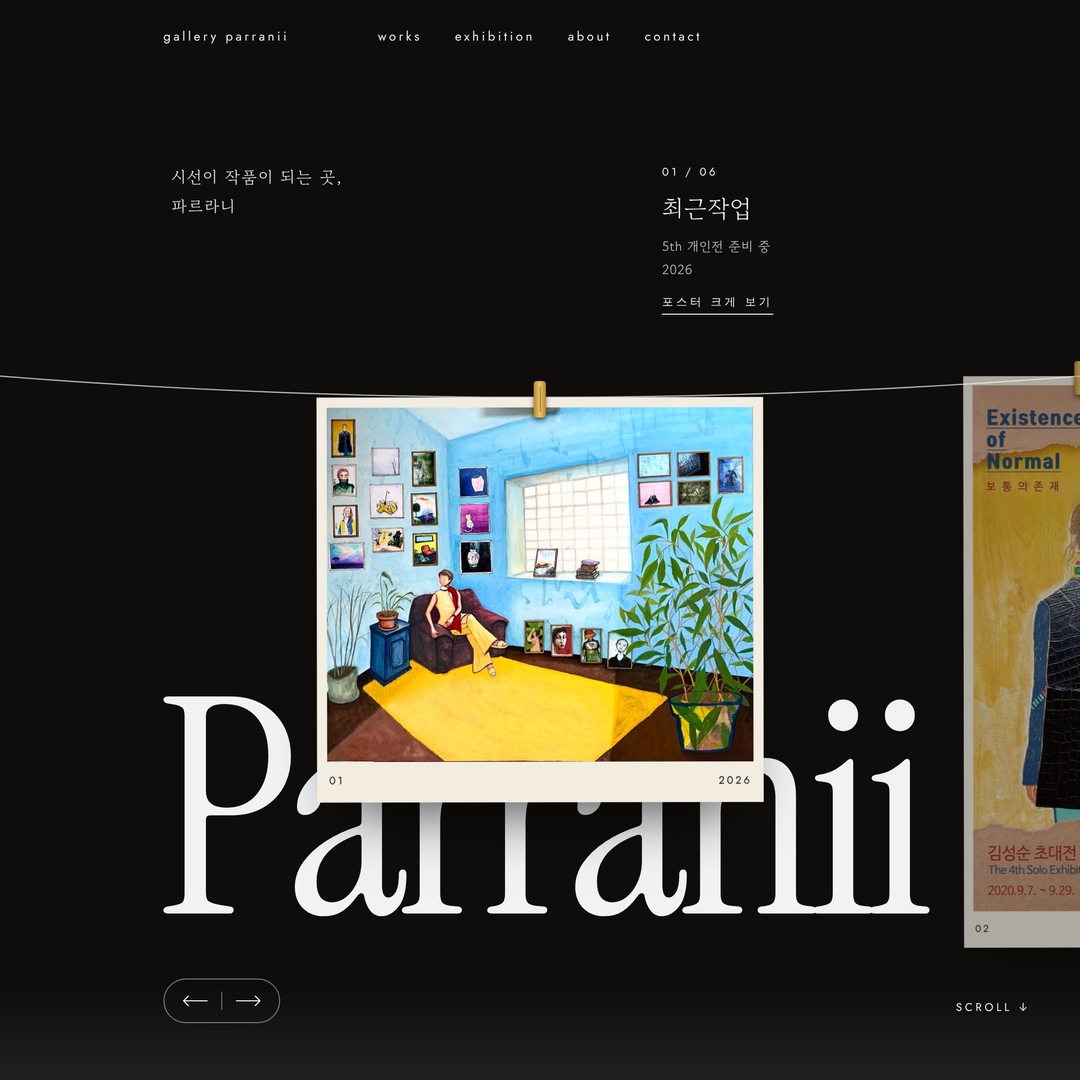 gallery parranii
works exhibition about contact
시선이 작품이 되는 곳,
파르라니
01 / 06
최근작업
5th 개인전 준비 중
2026
포스터 크게 보기
Existence
of
Normal
보통의존재
01 2026
Parranii
김성순 초대전
The 4th Solo Exhibit
2020.9.7. ~ 9.29.
02
SCROLL ↓